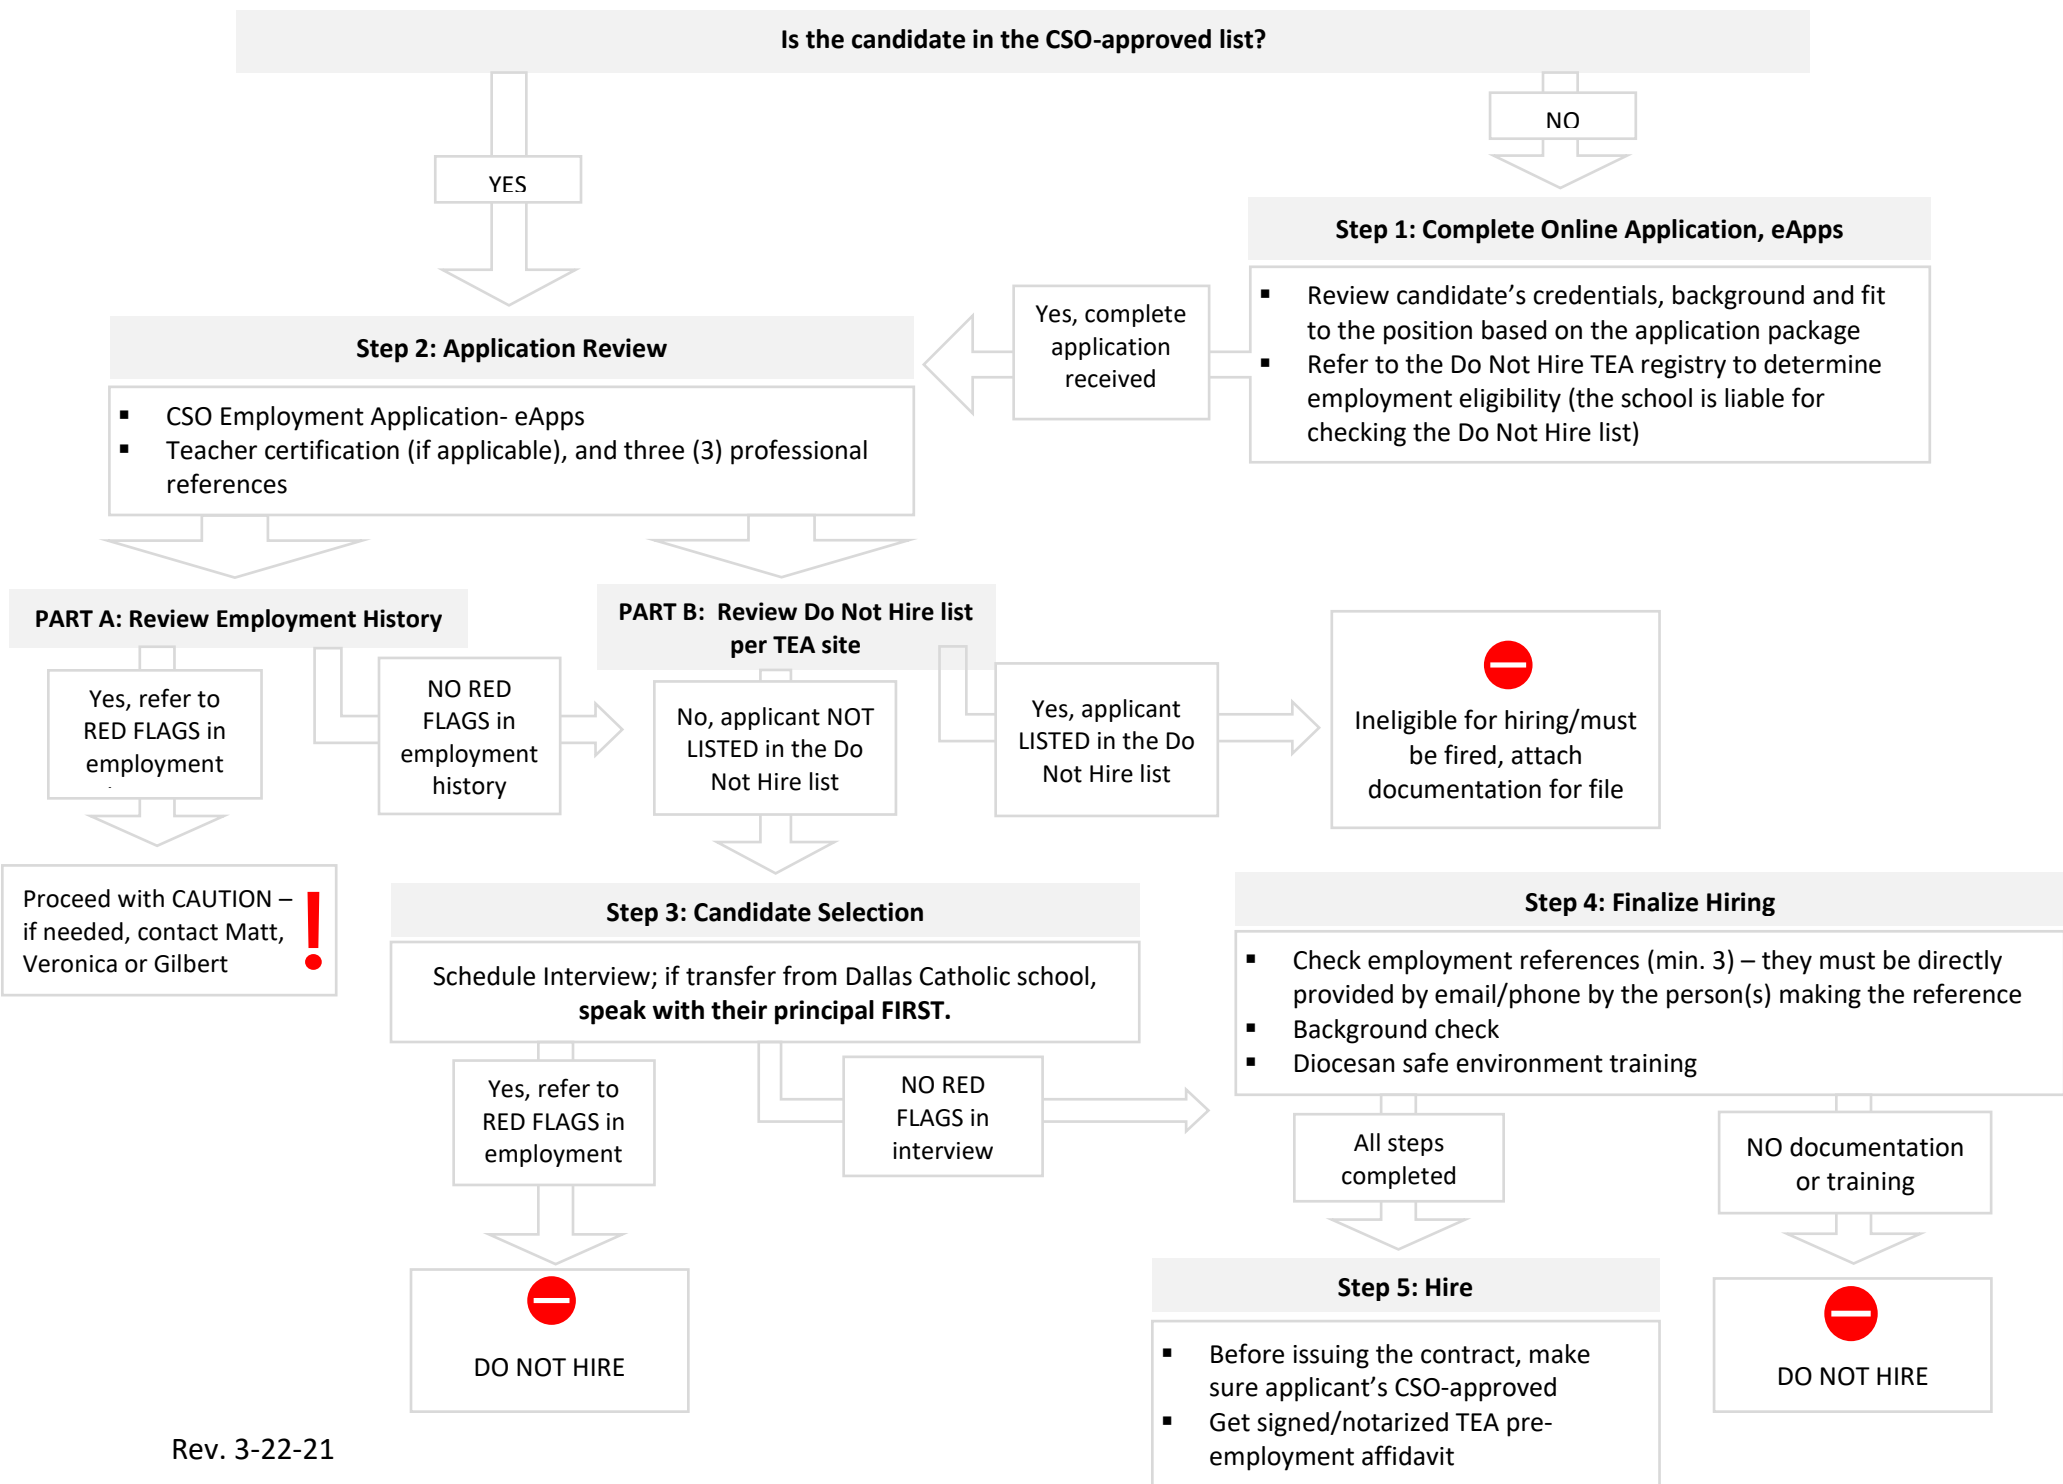 Is the candidate in the CSO-approved list?
NO
YES
Step 1: Complete Online Application, eApps
▪ Review candidate's credentials, background and fit
to the position based on the application package
▪ Refer to the Do Not Hire TEA registry to determine
employment eligibility (the school is liable for
checking the Do Not Hire list)
Yes, complete
application
received
Step 2: Application Review
▪ CSO Employment Application- eApps
▪ Teacher certification (if applicable), and three (3) professional
references
PART A: Review Employment History
Yes, refer to
RED FLAGS in
employment
NO RED
FLAGS in
employment
history
PART B: Review Do Not Hire list
per TEA site
No, applicant NOT
LISTED in the Do
Not Hire list
Yes, applicant
LISTED in the Do
Not Hire list
Ineligible for hiring/must
be fired, attach
documentation for file
Proceed with CAUTION –
if needed, contact Matt,
Veronica or Gilbert
Step 3: Candidate Selection
Schedule Interview; if transfer from Dallas Catholic school,
speak with their principal FIRST.
Yes, refer to
RED FLAGS in
employment
NO RED
FLAGS in
interview
DO NOT HIRE
Step 4: Finalize Hiring
▪ Check employment references (min. 3) – they must be directly
provided by email/phone by the person(s) making the reference
▪ Background check
▪ Diocesan safe environment training
All steps
completed
NO documentation
or training
Step 5: Hire
▪ Before issuing the contract, make
sure applicant's CSO-approved
▪ Get signed/notarized TEA pre-
employment affidavit
DO NOT HIRE
Rev. 3-22-21